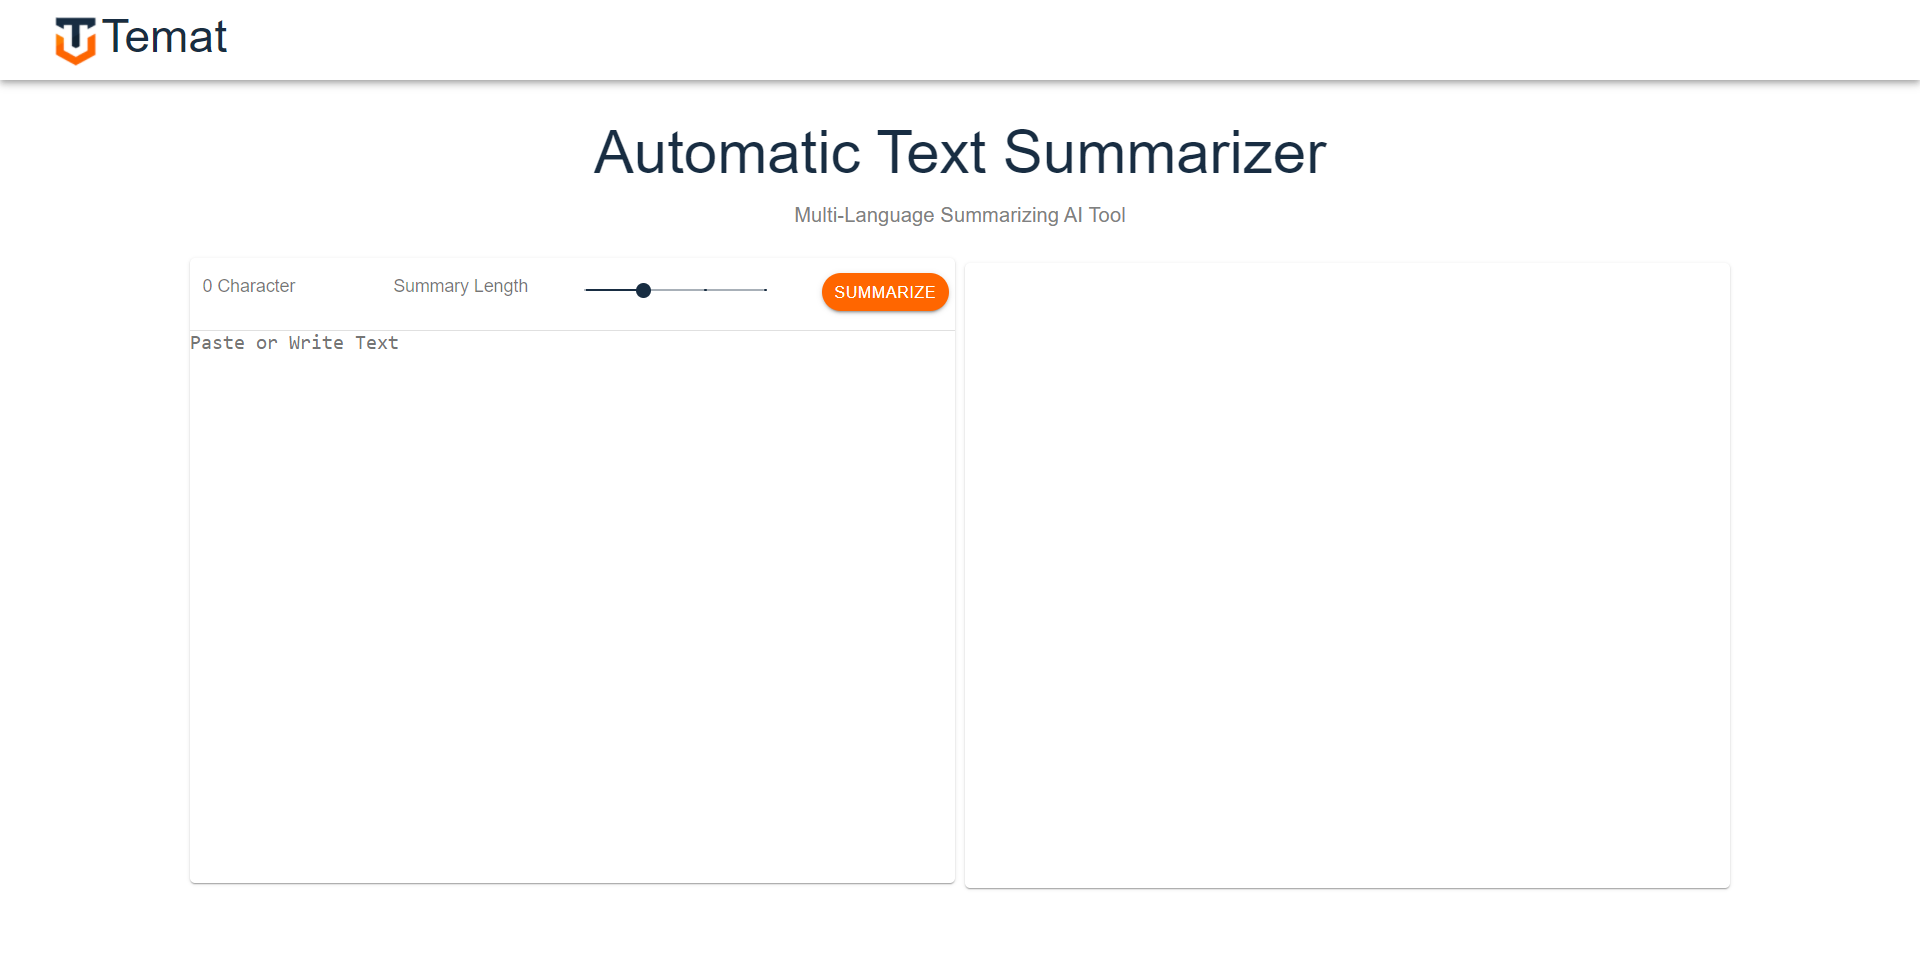 Temat
Automatic Text Summarizer
Multi-Language Summarizing AI Tool
0 Character Summary Length SUMMARIZE
Paste or Write Text